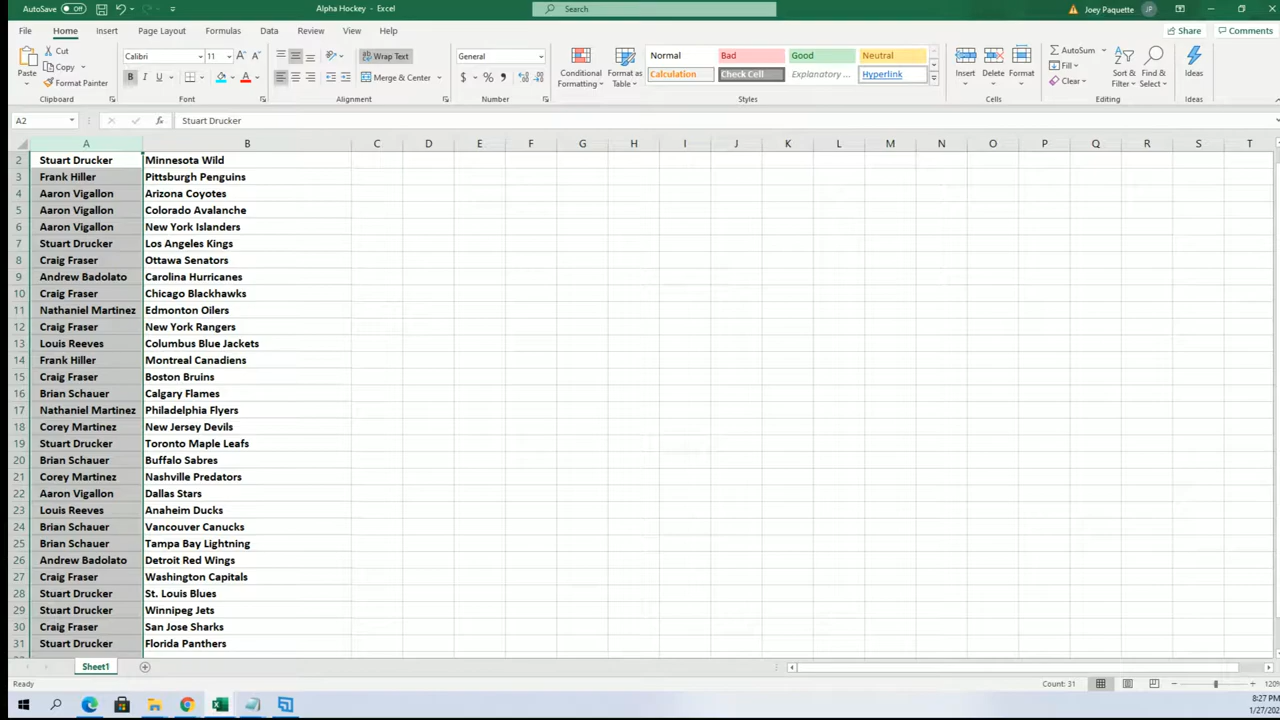 AutoSave Off Alpha Hockey - Excel Search Joey Paquette JP
File Home Insert Page Layout Formulas Data Review View Help Share Comments
Paste Cut Copy Format Painter Clipboard
Calibri 11 B I U A A Font
Wrap Text Merge & Center Alignment
General $ % Number
Conditional Formatting Format as Table
Normal Bad Good Neutral
Calculation Check Cell Explanatory ... Hyperlink
Styles
Insert Delete Format Cells
AutoSum Fill Clear Sort & Filter Find & Select Editing
Ideas Ideas
A2 fx Stuart Drucker
A B C D E F G H I J K L M N O P Q R S T
2 Stuart Drucker Minnesota Wild
3 Frank Hiller Pittsburgh Penguins
4 Aaron Vigallon Arizona Coyotes
5 Aaron Vigallon Colorado Avalanche
6 Aaron Vigallon New York Islanders
7 Stuart Drucker Los Angeles Kings
8 Craig Fraser Ottawa Senators
9 Andrew Badolato Carolina Hurricanes
10 Craig Fraser Chicago Blackhawks
11 Nathaniel Martinez Edmonton Oilers
12 Craig Fraser New York Rangers
13 Louis Reeves Columbus Blue Jackets
14 Frank Hiller Montreal Canadiens
15 Craig Fraser Boston Bruins
16 Brian Schauer Calgary Flames
17 Nathaniel Martinez Philadelphia Flyers
18 Corey Martinez New Jersey Devils
19 Stuart Drucker Toronto Maple Leafs
20 Brian Schauer Buffalo Sabres
21 Corey Martinez Nashville Predators
22 Aaron Vigallon Dallas Stars
23 Louis Reeves Anaheim Ducks
24 Brian Schauer Vancouver Canucks
25 Brian Schauer Tampa Bay Lightning
26 Andrew Badolato Detroit Red Wings
27 Craig Fraser Washington Capitals
28 Stuart Drucker St. Louis Blues
29 Stuart Drucker Winnipeg Jets
30 Craig Fraser San Jose Sharks
31 Stuart Drucker Florida Panthers
Sheet1
Ready Count: 31 120%
8:27 PM
1/27/202